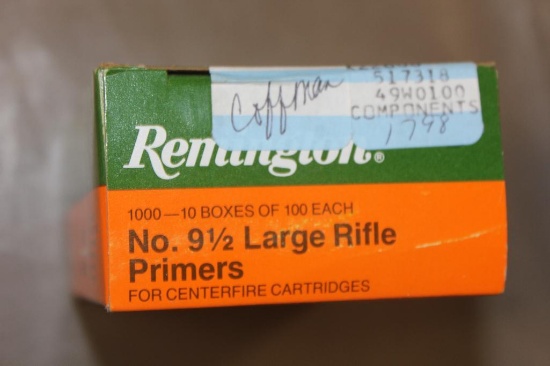 517318
49W0100
Coffman
COMPONENTS
1798
Remington®
1000—10 BOXES OF 100 EACH
No. 9½ Large Rifle
Primers
FOR CENTERFIRE CARTRIDGES